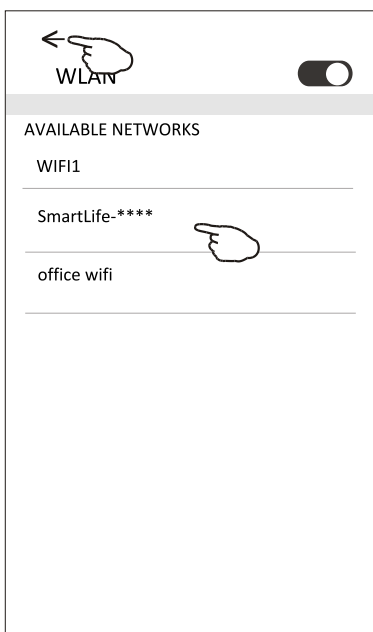 WLAN
AVAILABLE NETWORKS
WIFI1
SmartLife-****
office wifi